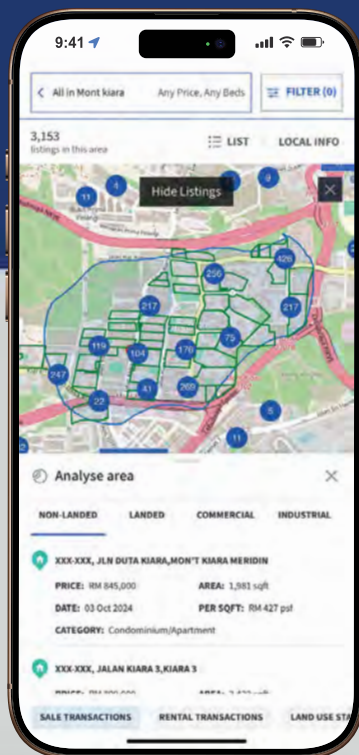 9:41
All in Mont kiara Any Price, Any Beds FILTER (0)
3,153
listings in this area
LIST LOCAL INFO
Hide Listings
11 4 9
256 426
217 217
119 104 176 75
247 41 269
22
6
11
Analyse area
NON-LANDED LANDED COMMERCIAL INDUSTRIAL
XXX-XXX, JLN DUTA KIARA,MON'T KIARA MERIDIN
PRICE: RM 845,000 AREA: 1,981 sqft
DATE: 03 Oct 2024 PER SQFT: RM 427 psf
CATEGORY: Condominium/Apartment
XXX-XXX, JALAN KIARA 3,KIARA 3
SALE TRANSACTIONS RENTAL TRANSACTIONS LAND USE STA